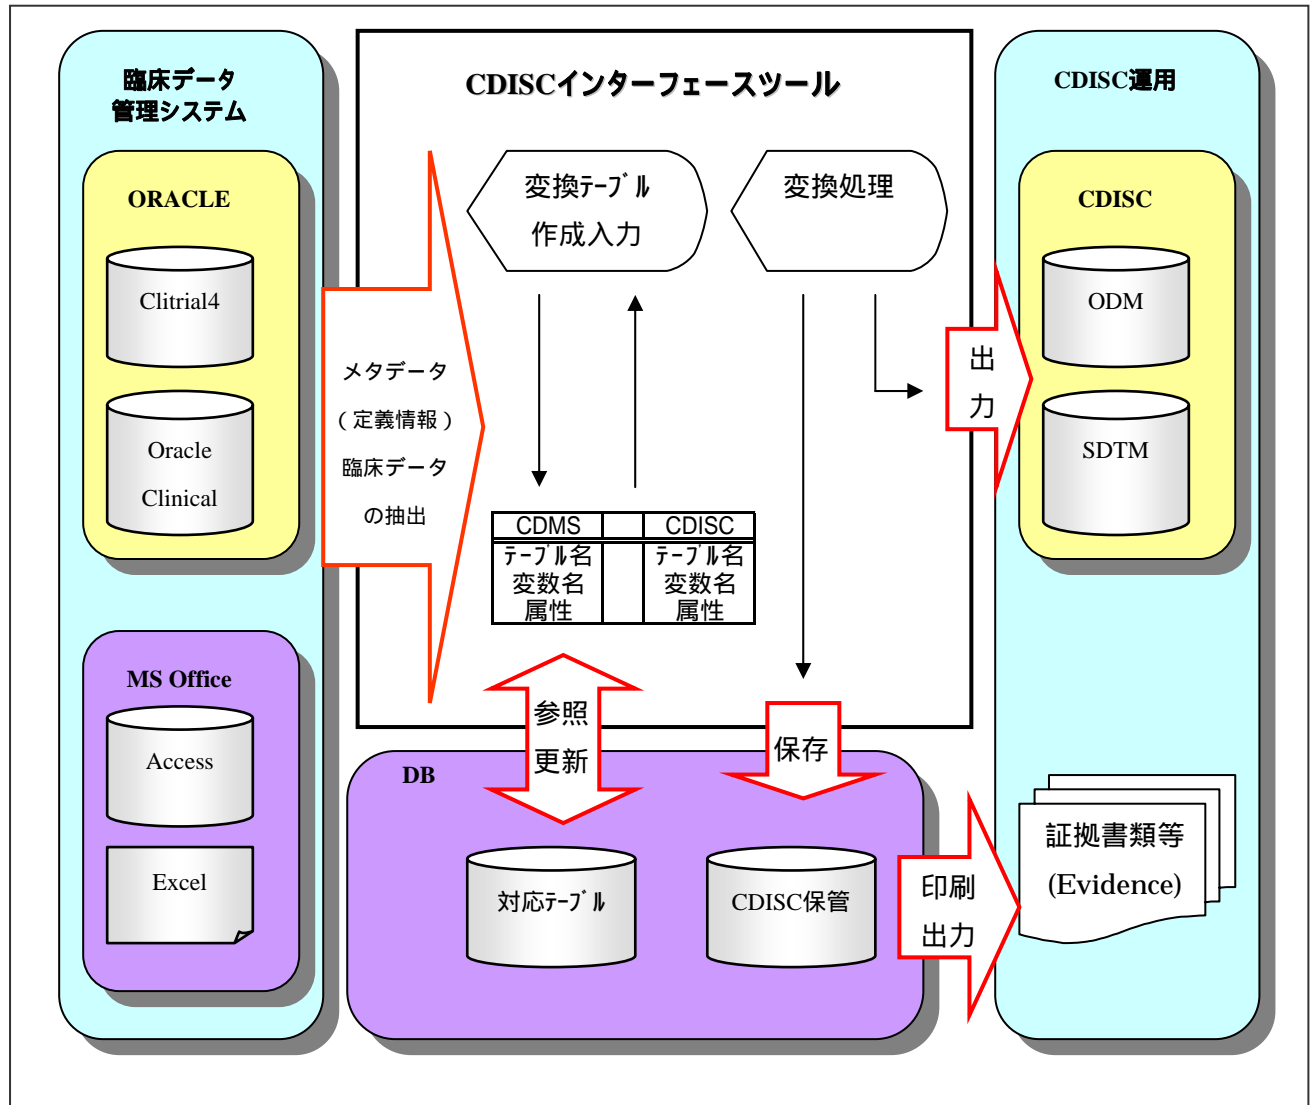 臨床データ
管理システム
ORACLE
Clitrial4
Oracle
Clinical
MS Office
Access
Excel
メタデータ
(定義情報)
臨床データ
の抽出
CDISCインターフェースツール
変換ﾃｰﾌﾞﾙ
作成入力
変換処理
CDMS CDISC
ﾃｰﾌﾞﾙ名 ﾃｰﾌﾞﾙ名
変数名 変数名
属性 属性
参照
更新
保存
DB
対応ﾃｰﾌﾞﾙ
CDISC保管
出
力
印刷
出力
CDISC運用
CDISC
ODM
SDTM
証拠書類等
(Evidence)